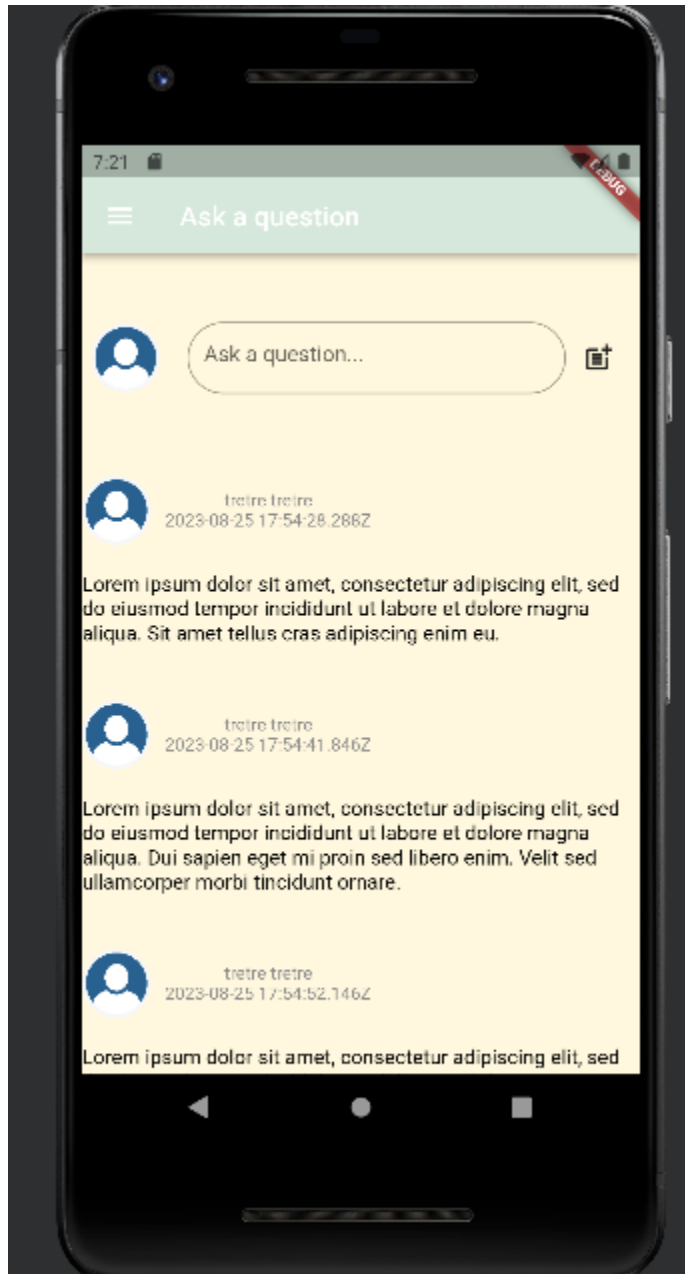 7:21
DEBUG
Ask a question
Ask a question...
tretre tretre
2023-08-25 17:54:28.288Z
Lorem ipsum dolor sit amet, consectetur adipiscing elit, sed
do eiusmod tempor incididunt ut labore et dolore magna
aliqua. Sit amet tellus cras adipiscing enim eu.
tretre tretre
2023-08-25 17:54:41.846Z
Lorem ipsum dolor sit amet, consectetur adipiscing elit, sed
do eiusmod tempor incididunt ut labore et dolore magna
aliqua. Dui sapien eget mi proin sed libero enim. Velit sed
ullamcorper morbi tincidunt ornare.
tretre tretre
2023-08-25 17:54:52.146Z
Lorem ipsum dolor sit amet, consectetur adipiscing elit, sed